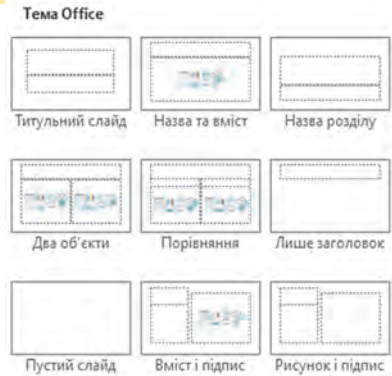 Тема Office
Титульний слайд
Назва та вміст
Назва розділу
Два об'єкти
Порівняння
Лише заголовок
Пустий слайд
Вміст і підпис
Рисунок і підпис